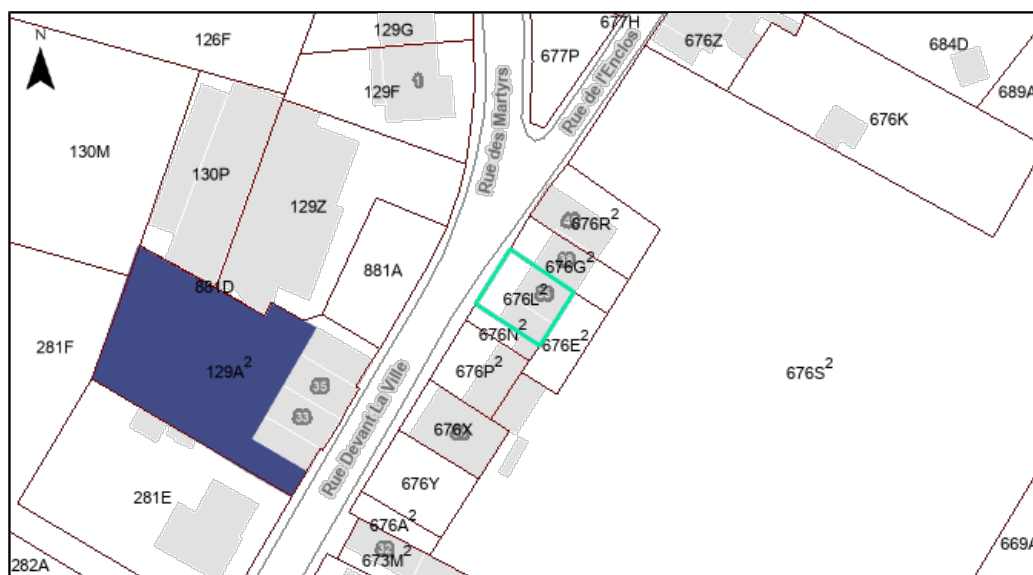 677H
126F
129G
676Z
684D
N
677P
Rue de l'Enclos
1
129F
689A
Rue des Martyrs
676K
130M
130P
129Z
676R²
676G²
881A
881D
676L²
676N²
676E²
281F
129A²
35
676P²
676S²
33
Rue Devant La Ville
676X
676Y
281E
676A²
32
673M²
669A
282A